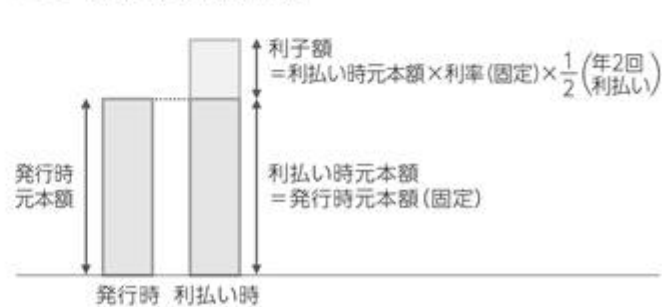 利子額
=利払い時元本額×利率(固定)×1/2(年2回利払い)
発行時
元本額
利払い時元本額
=発行時元本額(固定)
発行時 利払い時